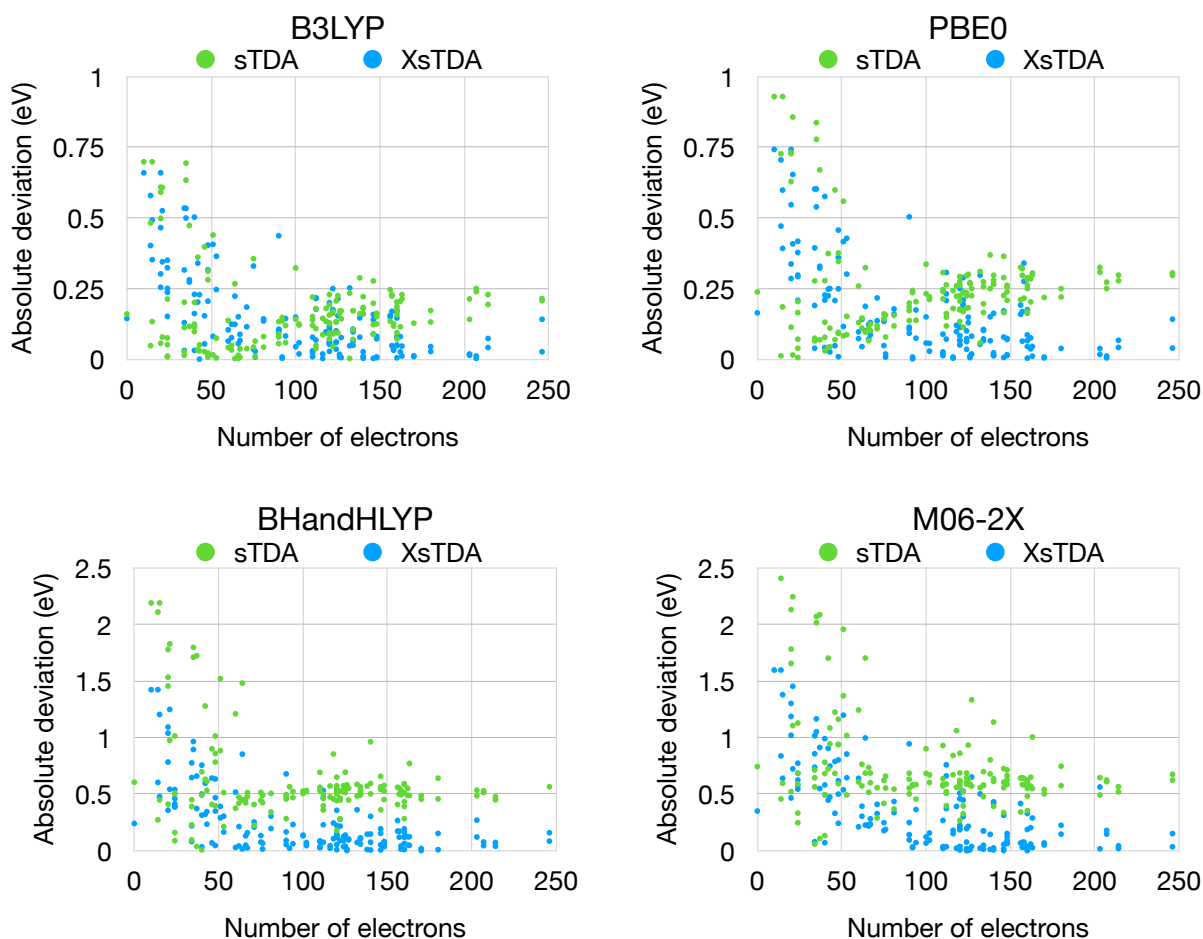 B3LYP
sTDA XsTDA
Absolute deviation (eV)
1
0.75
0.5
0.25
0
0 50 100 150 200 250
Number of electrons
PBE0
sTDA XsTDA
Absolute deviation (eV)
1
0.75
0.5
0.25
0
0 50 100 150 200 250
Number of electrons
BHandHLYP
sTDA XsTDA
Absolute deviation (eV)
2.5
2
1.5
1
0.5
0
0 50 100 150 200 250
Number of electrons
M06-2X
sTDA XsTDA
Absolute deviation (eV)
2.5
2
1.5
1
0.5
0
0 50 100 150 200 250
Number of electrons